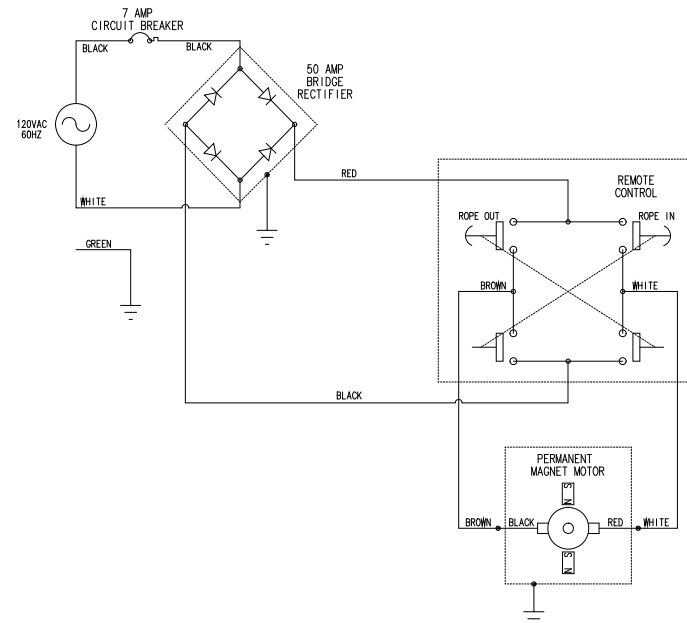 7 AMP
CIRCUIT BREAKER
BLACK
BLACK
50 AMP
BRIDGE
RECTIFIER
120VAC
60HZ
RED
REMOTE
CONTROL
WHITE
ROPE OUT
ROPE IN
GREEN
BROWN
WHITE
BLACK
PERMANENT
MAGNET MOTOR
S
N
BROWN
BLACK
RED
WHITE
S
N